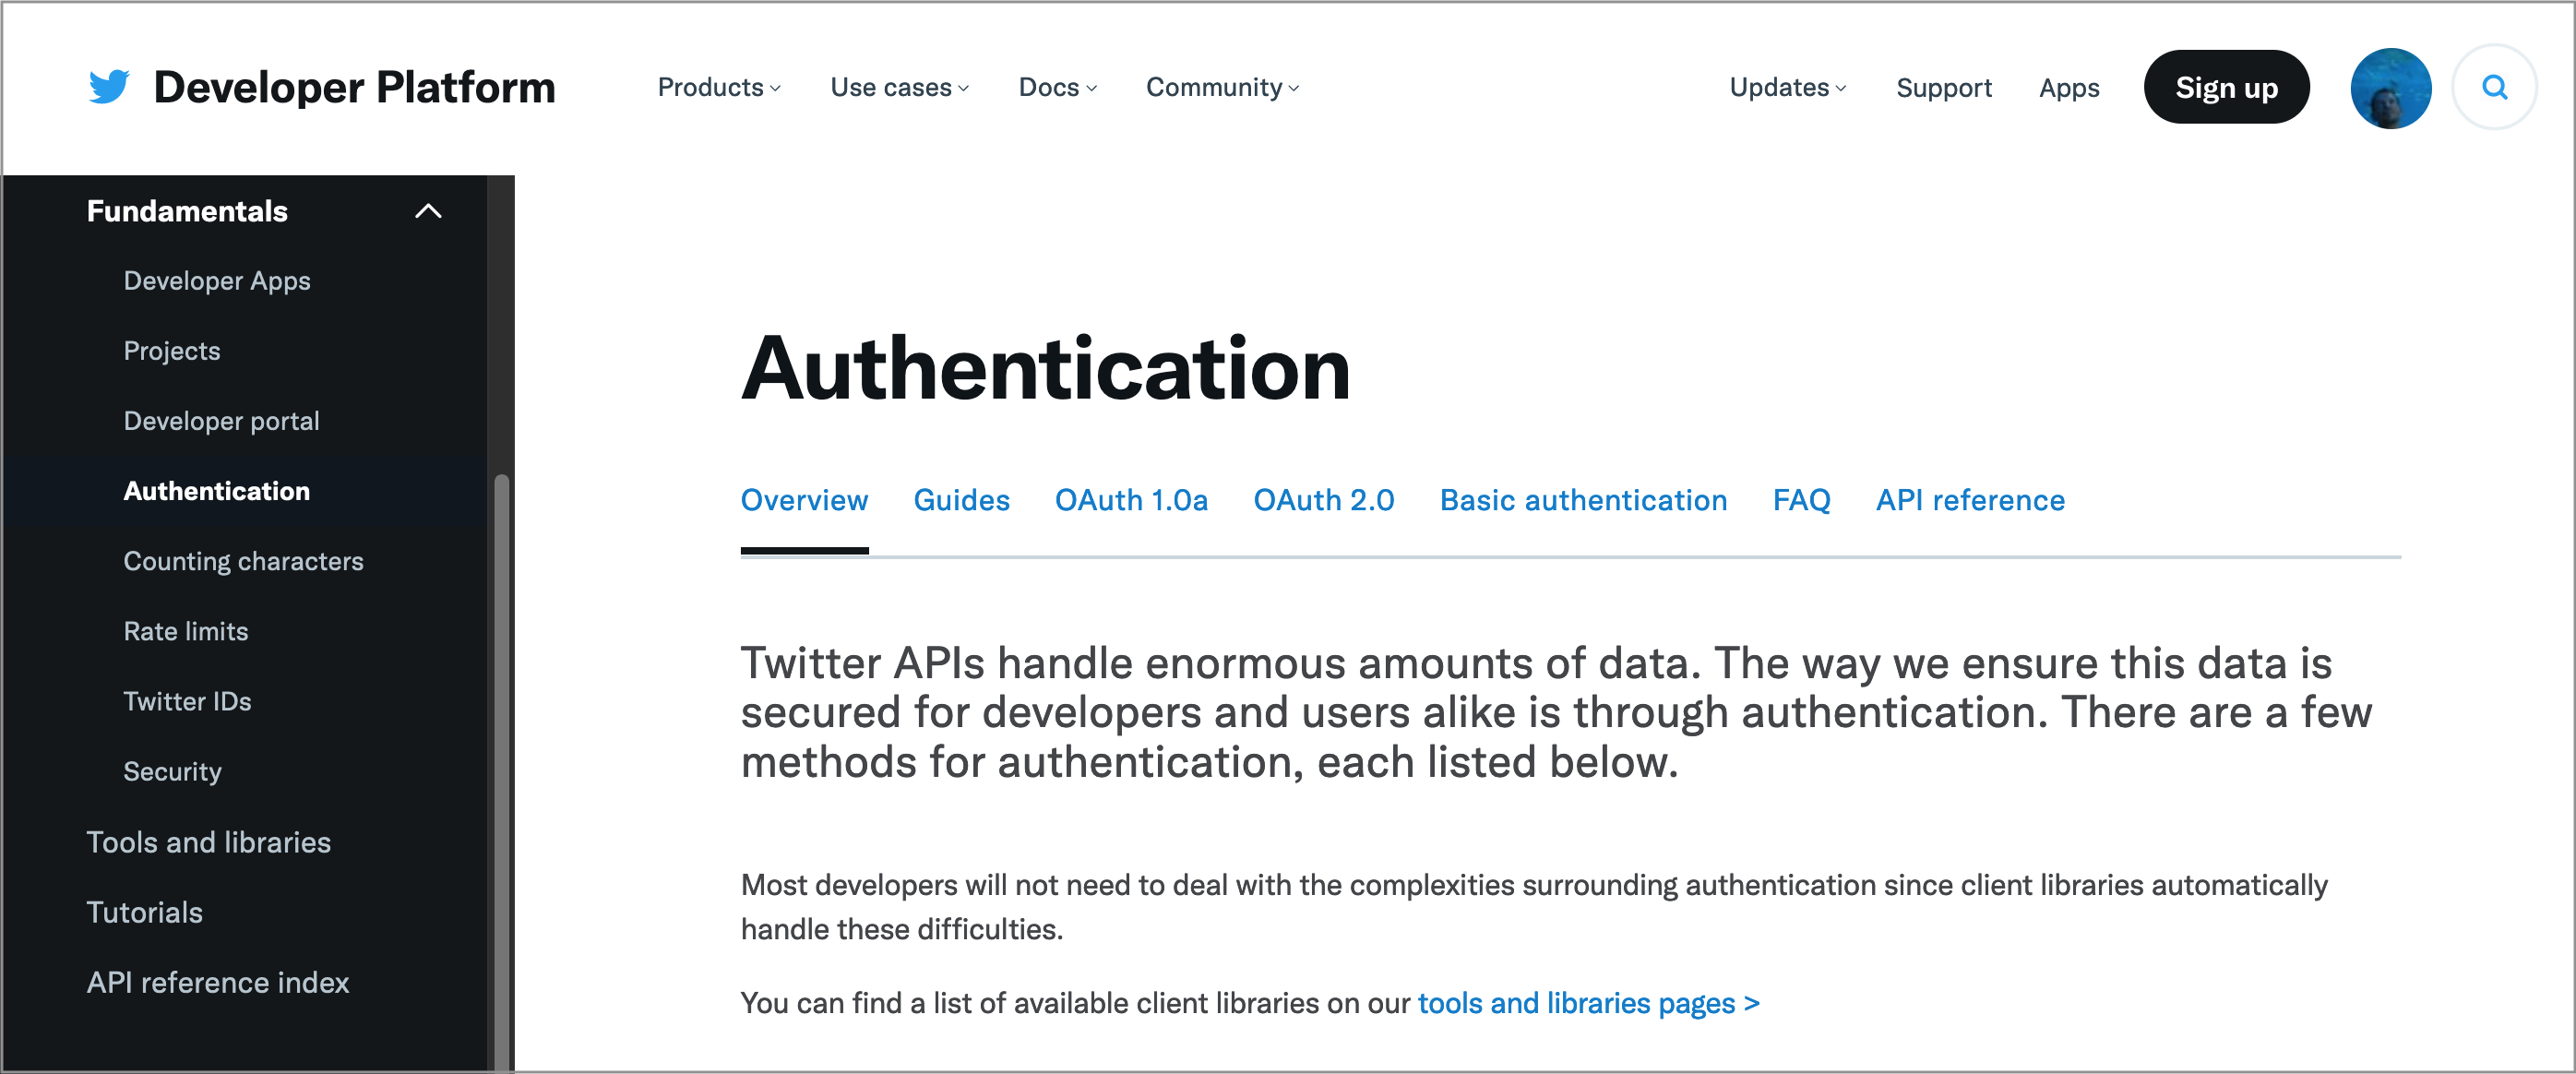 Developer Platform
Products Use cases Docs Community Updates Support Apps Sign up
Fundamentals
Developer Apps
Projects
Developer portal
Authentication
Counting characters
Rate limits
Twitter IDs
Security
Tools and libraries
Tutorials
API reference index
Authentication
Overview Guides OAuth 1.0a OAuth 2.0 Basic authentication FAQ API reference
Twitter APIs handle enormous amounts of data. The way we ensure this data is
secured for developers and users alike is through authentication. There are a few
methods for authentication, each listed below.
Most developers will not need to deal with the complexities surrounding authentication since client libraries automatically
handle these difficulties.
You can find a list of available client libraries on our tools and libraries pages >